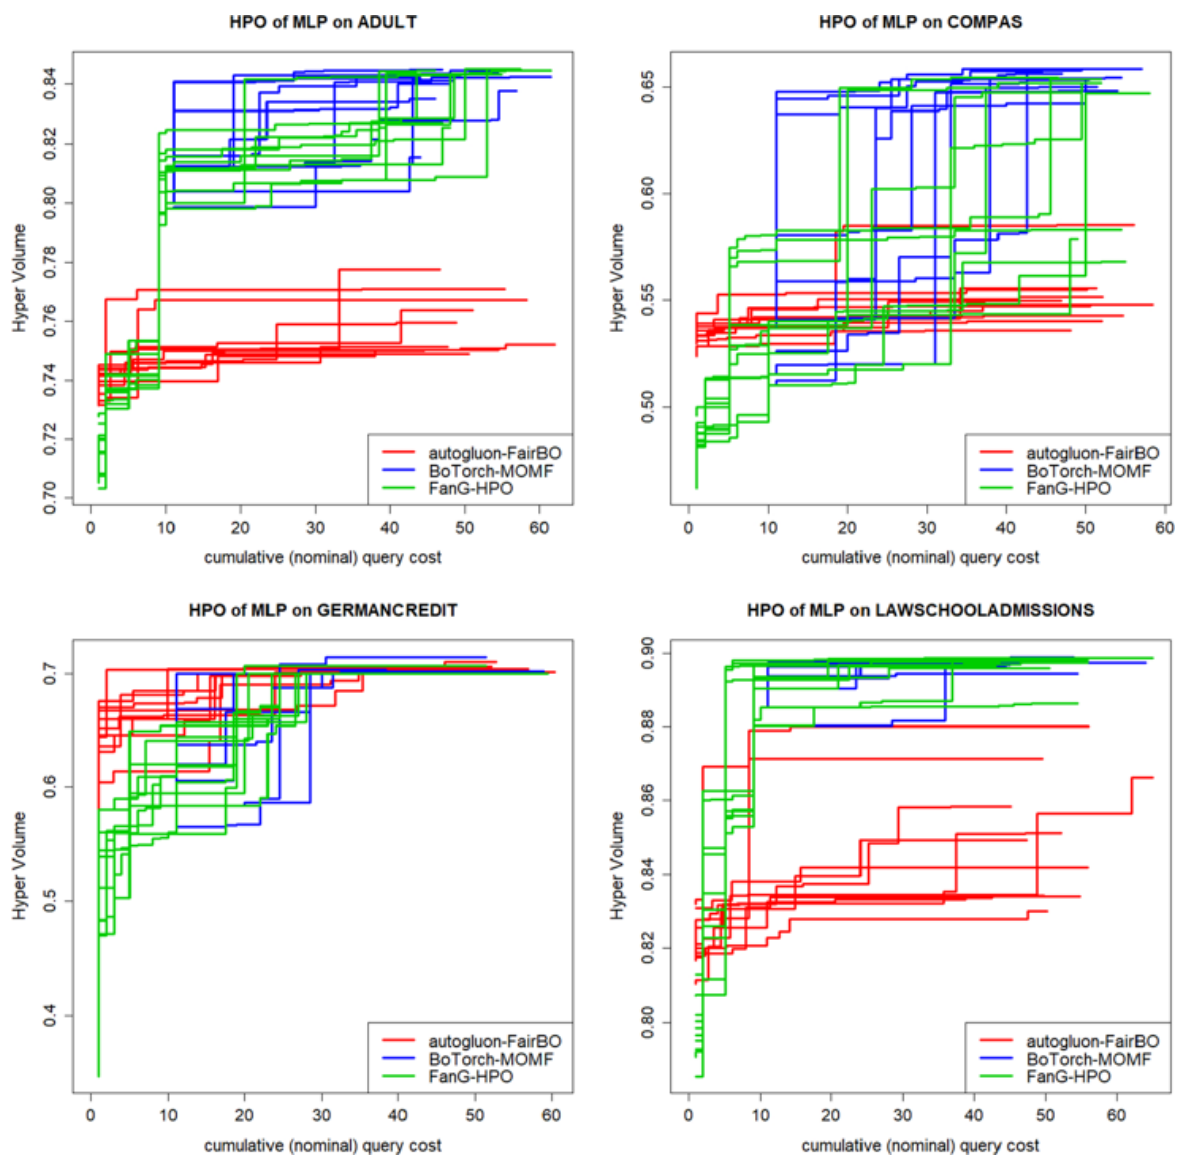 HPO of MLP on ADULT
Hyper Volume
0.84
0.82
0.80
0.78
0.76
0.74
0.72
0.70
autogluon-FairBO
BoTorch-MOMF
FanG-HPO
0 10 20 30 40 50 60
cumulative (nominal) query cost
HPO of MLP on COMPAS
Hyper Volume
0.65
0.60
0.55
0.50
autogluon-FairBO
BoTorch-MOMF
FanG-HPO
0 10 20 30 40 50 60
cumulative (nominal) query cost
HPO of MLP on GERMANCREDIT
Hyper Volume
0.7
0.6
0.5
0.4
autogluon-FairBO
BoTorch-MOMF
FanG-HPO
0 10 20 30 40 50 60
cumulative (nominal) query cost
HPO of MLP on LAWSCHOOLADMISSIONS
Hyper Volume
0.90
0.88
0.86
0.84
0.82
0.80
autogluon-FairBO
BoTorch-MOMF
FanG-HPO
0 10 20 30 40 50 60
cumulative (nominal) query cost